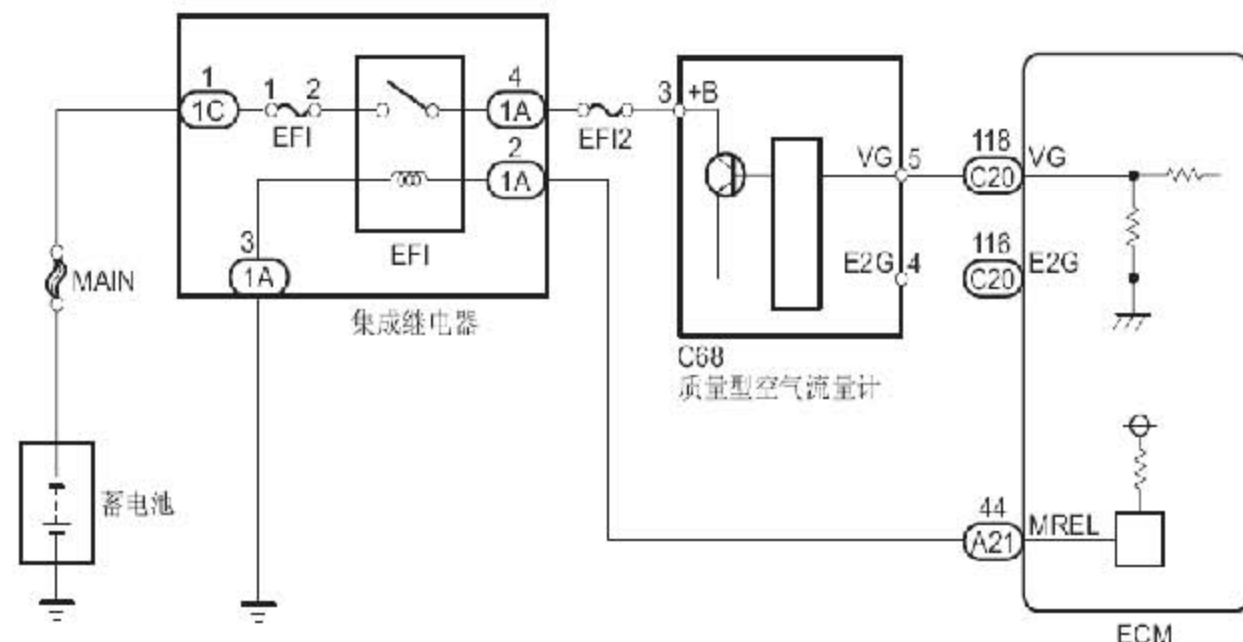 1
1C
1 2
EFI
4
1A
EFI2
2
1A
EFI
3
1A
集成继电器
MAIN
蓄电池
3
+B
VG
5
E2G
4
C68
质量型空气流量计
118
C20
VG
116
C20
E2G
44
A21
MREL
ECM